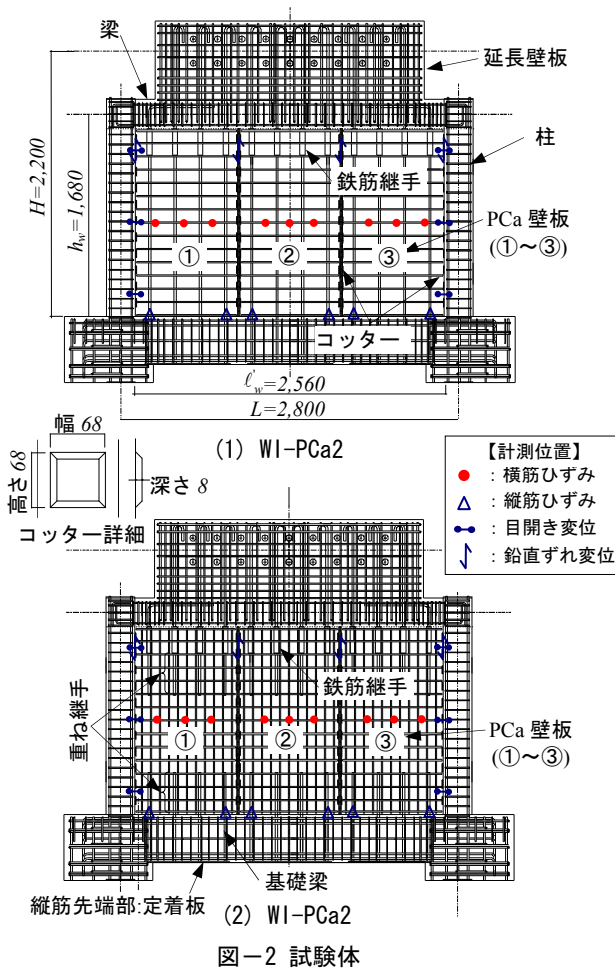 梁
延長壁板
柱
H=2,200
h_w=1,680
鉄筋継手
PCa 壁板
(①~③)
①
②
③
コッター
ℓ'_w=2,560
L=2,800
(1) WI-PCa2
幅 68
高さ 68
深さ 8
コッター詳細
【計測位置】
:横筋ひずみ
:縦筋ひずみ
:目開き変位
:鉛直ずれ変位
重ね継手
鉄筋継手
①
②
③
PCa 壁板
(①~③)
基礎梁
縦筋先端部:定着板
(2) WI-PCa2
図-2 試験体